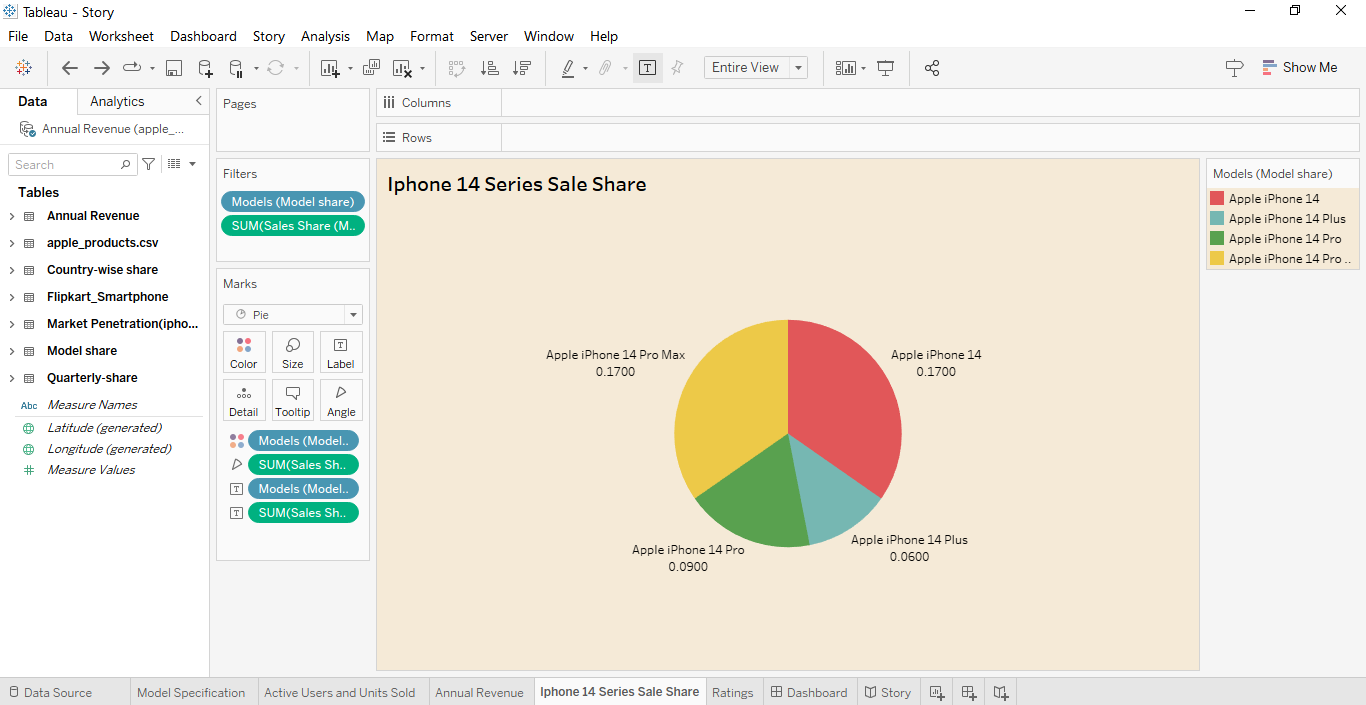 Tableau - Story
File Data Worksheet Dashboard Story Analysis Map Format Server Window Help
Entire View
Show Me
Data Analytics
Annual Revenue (apple_...
Search
Tables
Annual Revenue
apple_products.csv
Country-wise share
Flipkart_Smartphone
Market Penetration(ipho...
Model share
Quarterly-share
Abc Measure Names
Latitude (generated)
Longitude (generated)
# Measure Values
Pages
Filters
Models (Model share)
SUM(Sales Share (M..
Marks
Pie
Color Size Label
Detail Tooltip Angle
Models (Model..
SUM(Sales Sh..
Models (Model..
SUM(Sales Sh..
Columns
Rows
Iphone 14 Series Sale Share
Apple iPhone 14 Pro Max
0.1700
Apple iPhone 14
0.1700
Apple iPhone 14 Pro
0.0900
Apple iPhone 14 Plus
0.0600
Models (Model share)
Apple iPhone 14
Apple iPhone 14 Plus
Apple iPhone 14 Pro
Apple iPhone 14 Pro ..
Data Source Model Specification Active Users and Units Sold Annual Revenue Iphone 14 Series Sale Share Ratings Dashboard Story